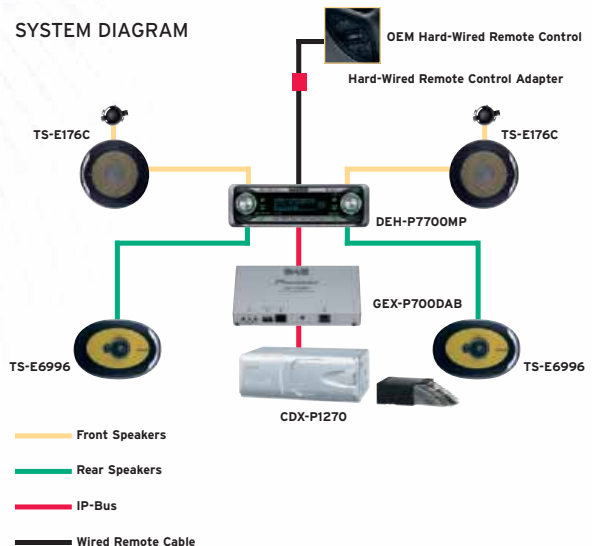 SYSTEM DIAGRAM
OEM Hard-Wired Remote Control
Hard-Wired Remote Control Adapter
TS-E176C
TS-E176C
DEH-P7700MP
GEX-P700DAB
TS-E6996
TS-E6996
CDX-P1270
Front Speakers
Rear Speakers
IP-Bus
Wired Remote Cable